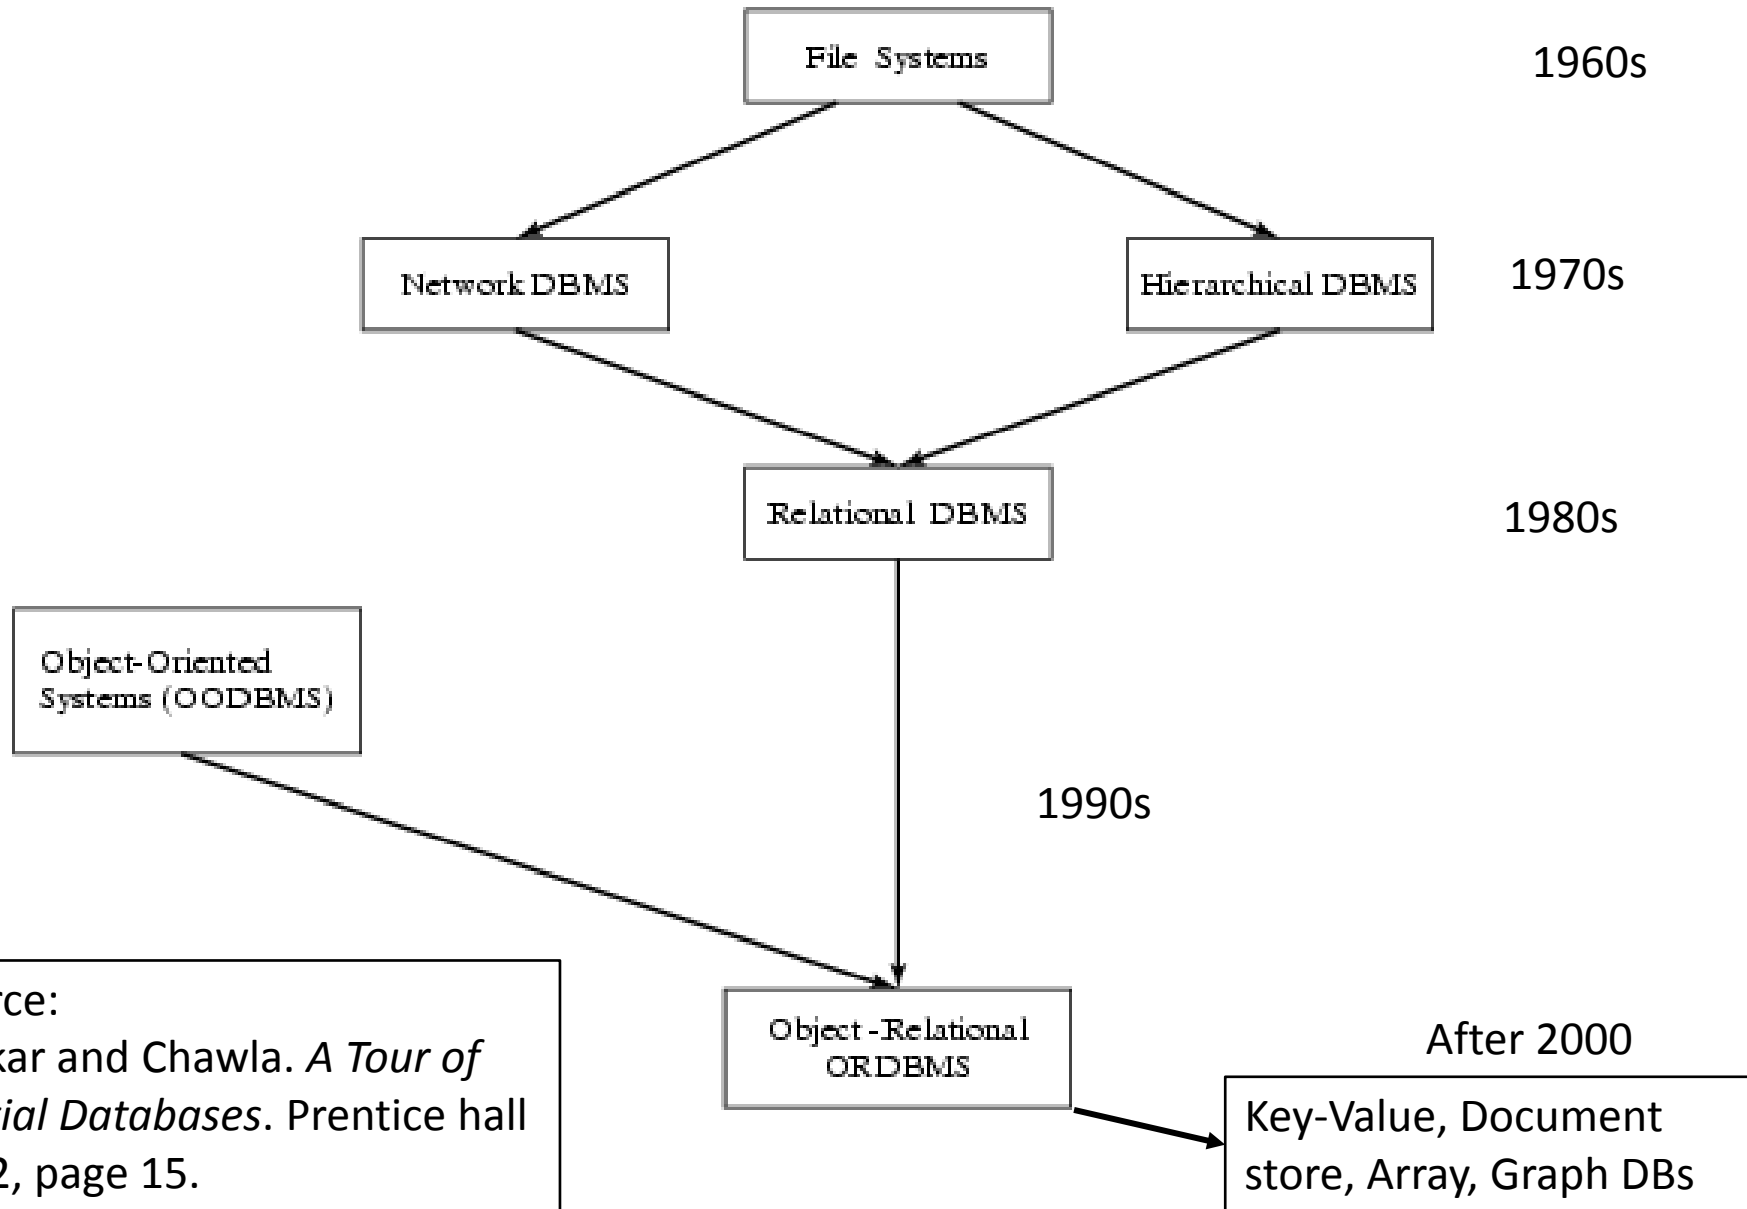 File Systems
1960s
Network DBMS
Hierarchical DBMS
1970s
Relational DBMS
1980s
Object-Oriented
Systems (OODBMS)
1990s
Object-Relational
ORDBMS
After 2000
Key-Value, Document
store, Array, Graph DBs
rce:
kar and Chawla. A Tour of
ial Databases. Prentice hall
2, page 15.